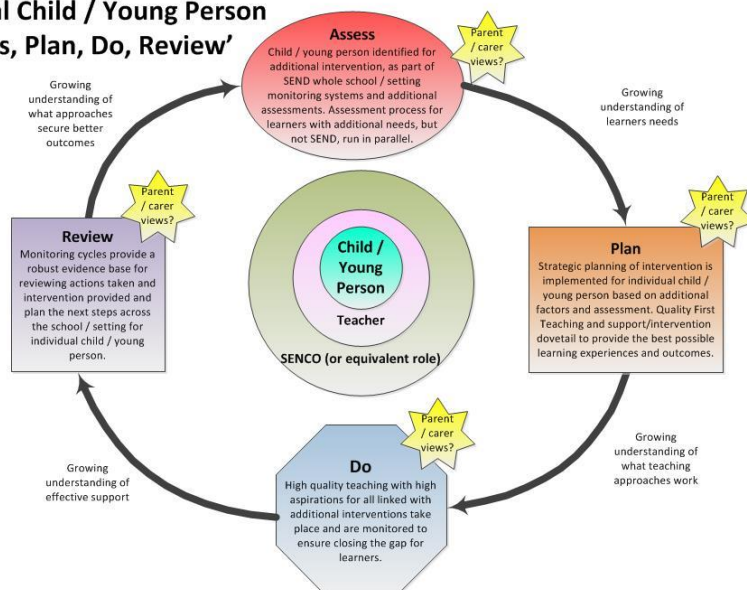 l Child / Young Person
s, Plan, Do, Review’
Assess
Child / young person identified for
additional intervention, as part of
SEND whole school / setting
monitoring systems and additional
assessments. Assessment process for
learners with additional needs, but
not SEND, run in parallel.
Parent
/ carer
views?
Growing
understanding of
what approaches
secure better
outcomes
Growing
understanding of
learners needs
Parent
/ carer
views?
Review
Monitoring cycles provide a
robust evidence base for
reviewing actions taken and
intervention provided and
plan the next steps across
the school / setting for
individual child / young
person.
Child /
Young
Person
Teacher
SENCO (or equivalent role)
Parent
/ carer
views?
Plan
Strategic planning of intervention is
implemented for individual child /
young person based on additional
factors and assessment. Quality First
Teaching and support/intervention
dovetail to provide the best possible
learning experiences and outcomes.
Parent
/ carer
views?
Do
High quality teaching with high
aspirations for all linked with
additional interventions take
place and are monitored to
ensure closing the gap for
learners.
Growing
understanding of
effective support
Growing
understanding of
what teaching
approaches work